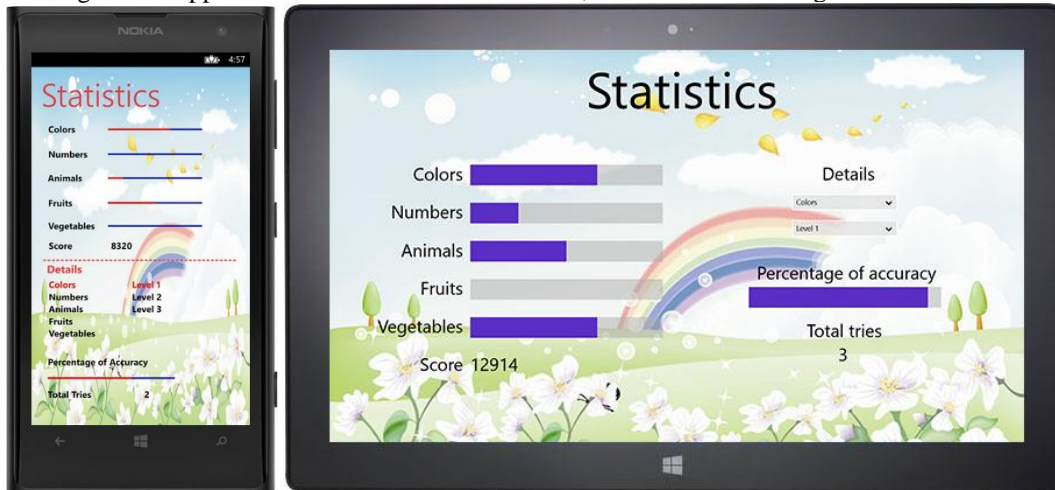 NOKIA
4:57
Statistics
Colors
Numbers
Animals
Fruits
Vegetables
Score 8320
Details
Colors Level 1
Numbers Level 2
Animals Level 3
Fruits
Vegetables
Percentage of Accuracy
Total Tries 2
Statistics
Colors
Numbers
Animals
Fruits
Vegetables
Score 12914
Details
Colors
Level 1
Percentage of accuracy
Total tries
3